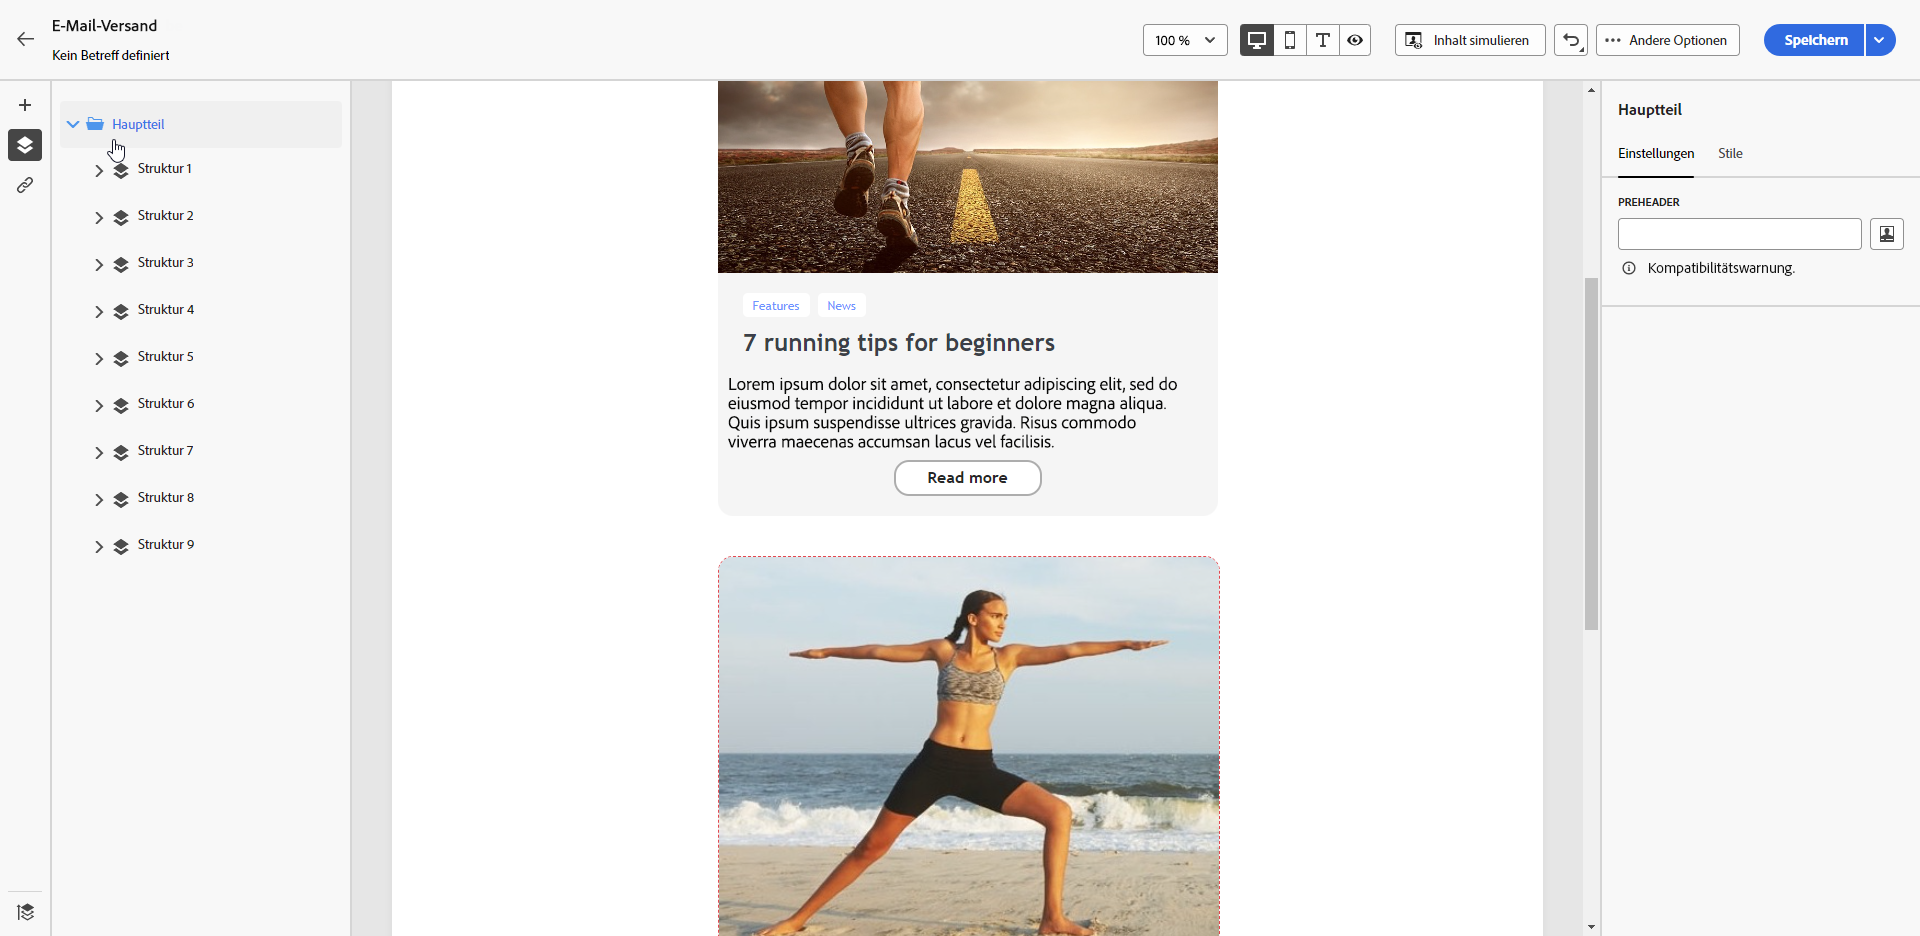 E-Mail-Versand
Kein Betreff definiert
100 %
Inhalt simulieren
Andere Optionen
Speichern
Hauptteil
Struktur 1
Struktur 2
Struktur 3
Struktur 4
Struktur 5
Struktur 6
Struktur 7
Struktur 8
Struktur 9
Features
News
7 running tips for beginners
Lorem ipsum dolor sit amet, consectetur adipiscing elit, sed do
eiusmod tempor incididunt ut labore et dolore magna aliqua.
Quis ipsum suspendisse ultrices gravida. Risus commodo
viverra maecenas accumsan lacus vel facilisis.
Read more
Hauptteil
Einstellungen
Stile
PREHEADER
Kompatibilitätswarnung.